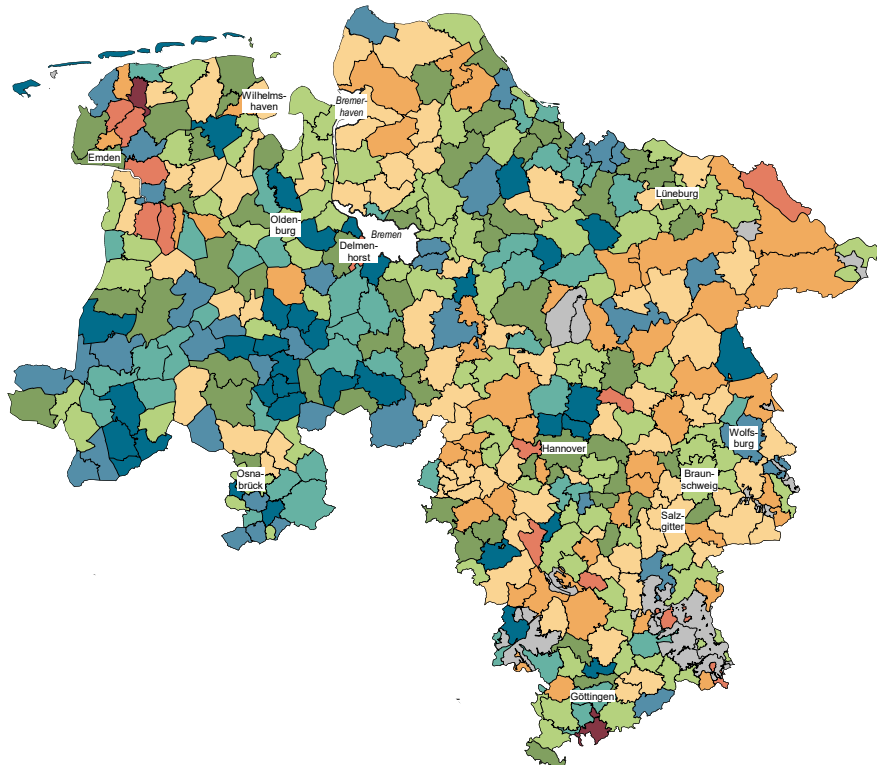 Wilhelms-
haven
Bremer-
haven
Emden
Lüneburg
Olden-
burg
Bremen
Delmen-
horst
Wolfs-
burg
Hannover
Braun-
schweig
Osna-
brück
Salz-
gitter
Göttingen